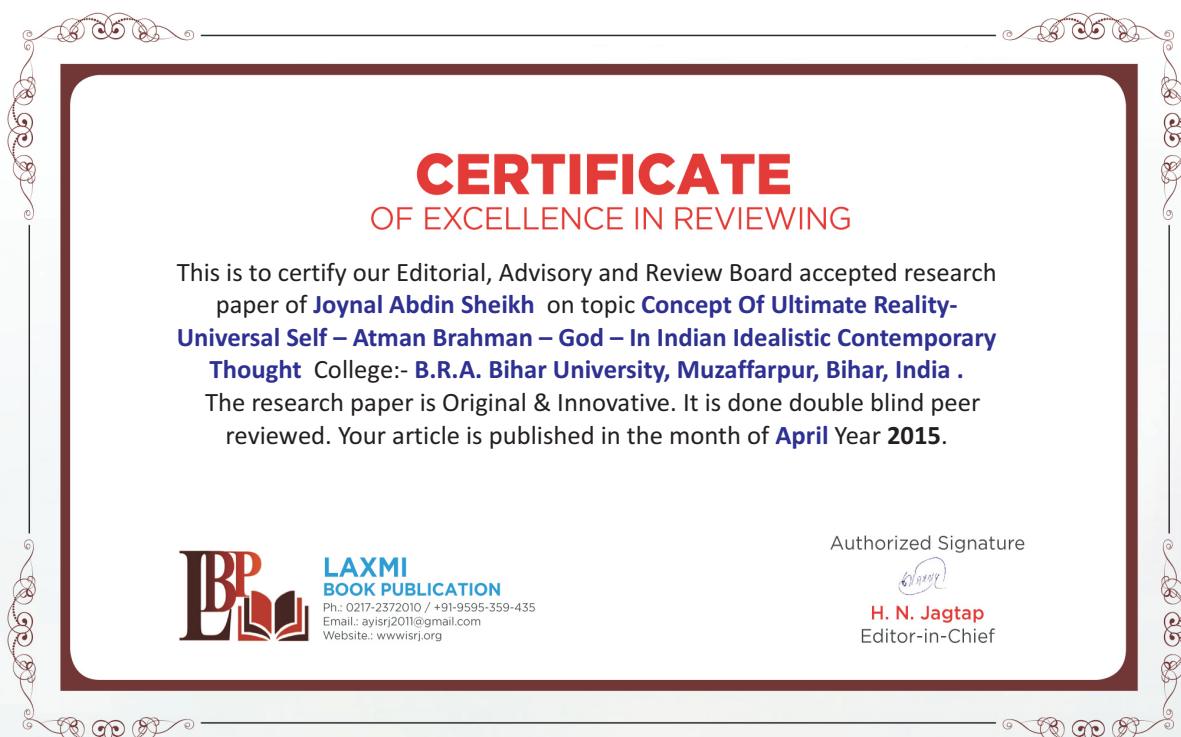 CERTIFICATE
OF EXCELLENCE IN REVIEWING
This is to certify our Editorial, Advisory and Review Board accepted research
paper of Joynal Abdin Sheikh on topic Concept Of Ultimate Reality-
Universal Self – Atman Brahman – God – In Indian Idealistic Contemporary
Thought College:- B.R.A. Bihar University, Muzaffarpur, Bihar, India .
The research paper is Original & Innovative. It is done double blind peer
reviewed. Your article is published in the month of April Year 2015.
LBP
LAXMI
BOOK PUBLICATION
Ph.: 0217-2372010 / +91-9595-359-435
Email.: ayisrj2011@gmail.com
Website.: wwwisrj.org
Authorized Signature
H. N. Jagtap
Editor-in-Chief